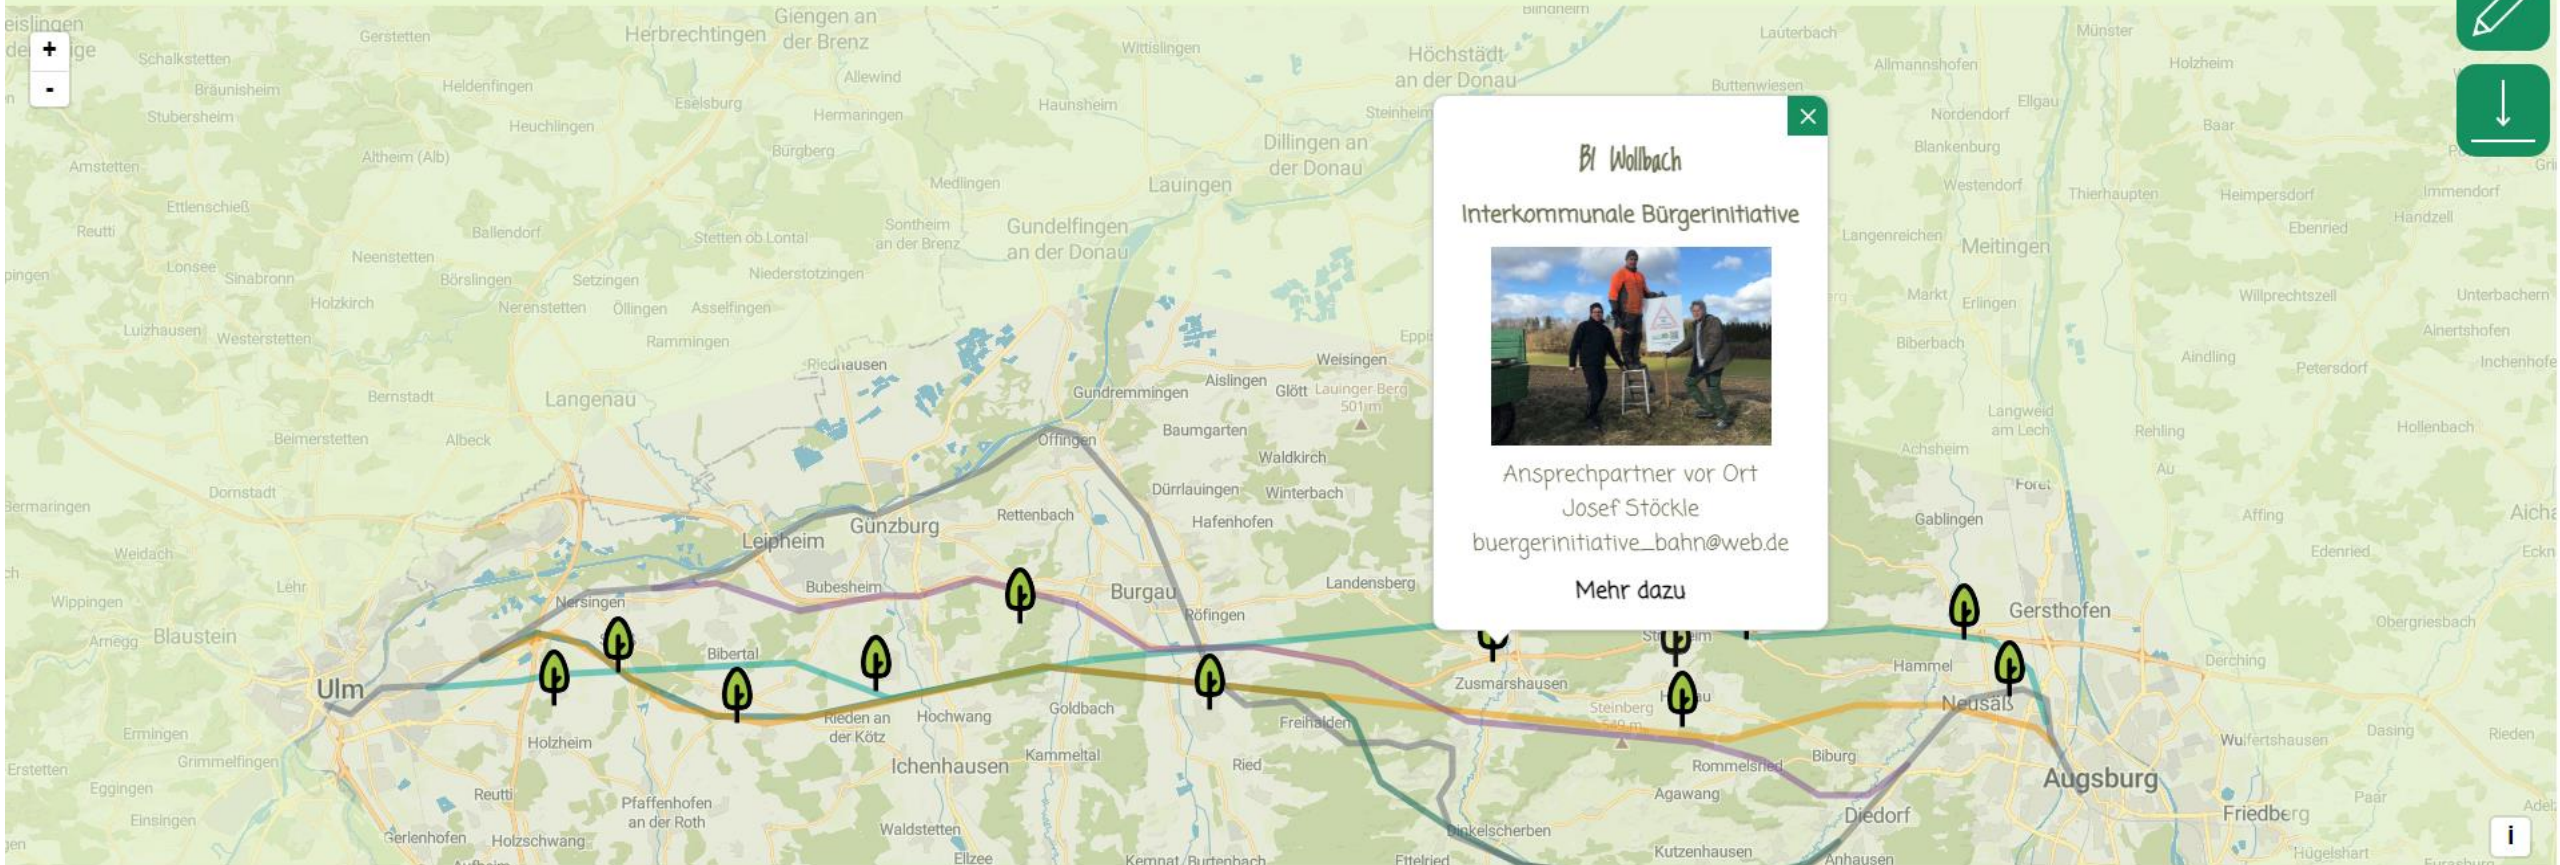 Giengen an
der Brenz
Herbrechtingen
Gerstetten
Schalkstetten
Wittislingen
Blindheim
Lauterbach
Münster
Höchstädt
an der Donau
Allewind
Holzheim
Allmannshofen
Bräunisheim
Heldenfingen
Eselsburg
Haunsheim
Buttenwiesen
Stubersheim
Hermaringen
Steinheim
Nordendorf
Ellgau
Heuchlingen
Baar
Dillingen an
der Donau
Altheim (Alb)
Burgberg
Blankenburg
Amstetten
Medlingen
Lauingen
Westendorf
Thierhaupten
Heimpersdorf
Immendorf
Handzell
Ettlenschieß
Reutti
Ballendorf
Stetten ob Lontal
Sontheim
an der Brenz
Gundelfingen
an der Donau
Langenreichen
Meitingen
Ebenried
Neenstetten
Lonsee
Sinabronn
Börslingen
Setzingen
Niederstotzingen
Holzkirch
Nerenstetten
Öllingen
Asselfingen
Markt
Erlingen
Willprechtszell
Unterbachern
Luizhausen
Westerstetten
Rammingen
Biberbach
Ainertshofen
Riedhausen
Weisingen
Aindling
Petersdorf
Inchenhofe
Bernstadt
Langenau
Gundremmingen
Aislingen
Glött
Lauinger Berg
501 m
Langweid
am Lech
Rehling
Hollenbach
Beimerstetten
Albeck
Offingen
Baumgarten
Waldkirch
Achsheim
Au
Dornstadt
Dürrlauingen
Winterbach
Foret
Bermaringen
Günzburg
Rettenbach
Hafenhofen
Gablingen
Affing
Aicha
Weidach
Leipheim
Edenried
Lehr
Bubesheim
Burgau
Landensberg
Wippingen
Nersingen
Röfingen
Gersthofen
Obergriesbach
Arnegg
Blaustein
Bibertal
Hammel
Derching
Ulm
Zusmarshausen
Neusäß
Steinberg
Ermingen
Rieden an
der Kötz
Hochwang
Goldbach
Freihalden
Grimmelfingen
Holzheim
Kammeltal
Biburg
Wulfertshausen
Dasing
Rieden
Erstetten
Ichenhausen
Ried
Rommelsried
Augsburg
Eggingen
Reutti
Pfaffenhofen
an der Roth
Agawang
Diedorf
Friedberg
Paar
Einsingen
Gerlenhofen
Holzschwang
Waldstetten
Dinkelscherben
Ellzee
Kemnat
Burtenbach
Ettelried
Kutzenhausen
Anhausen
Hügelshart
+
-
i
BI Wollbach
Interkommunale Bürgerinitiative
Ansprechpartner vor Ort
Josef Stöckle
buergerinitiative_bahn@web.de
Mehr dazu